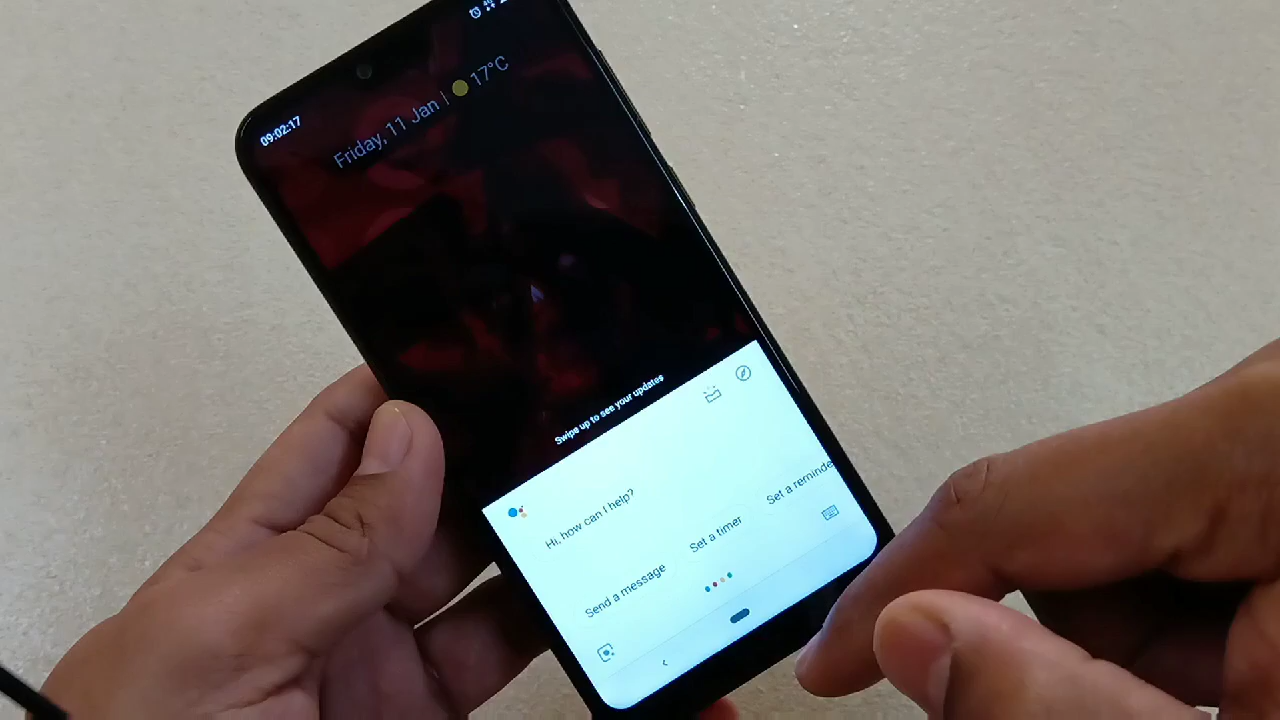 09:02:17
Friday, 11 Jan | 17°C
Swipe up to see your updates
Hi, how can I help?
Send a message
Set a timer
Set a reminde